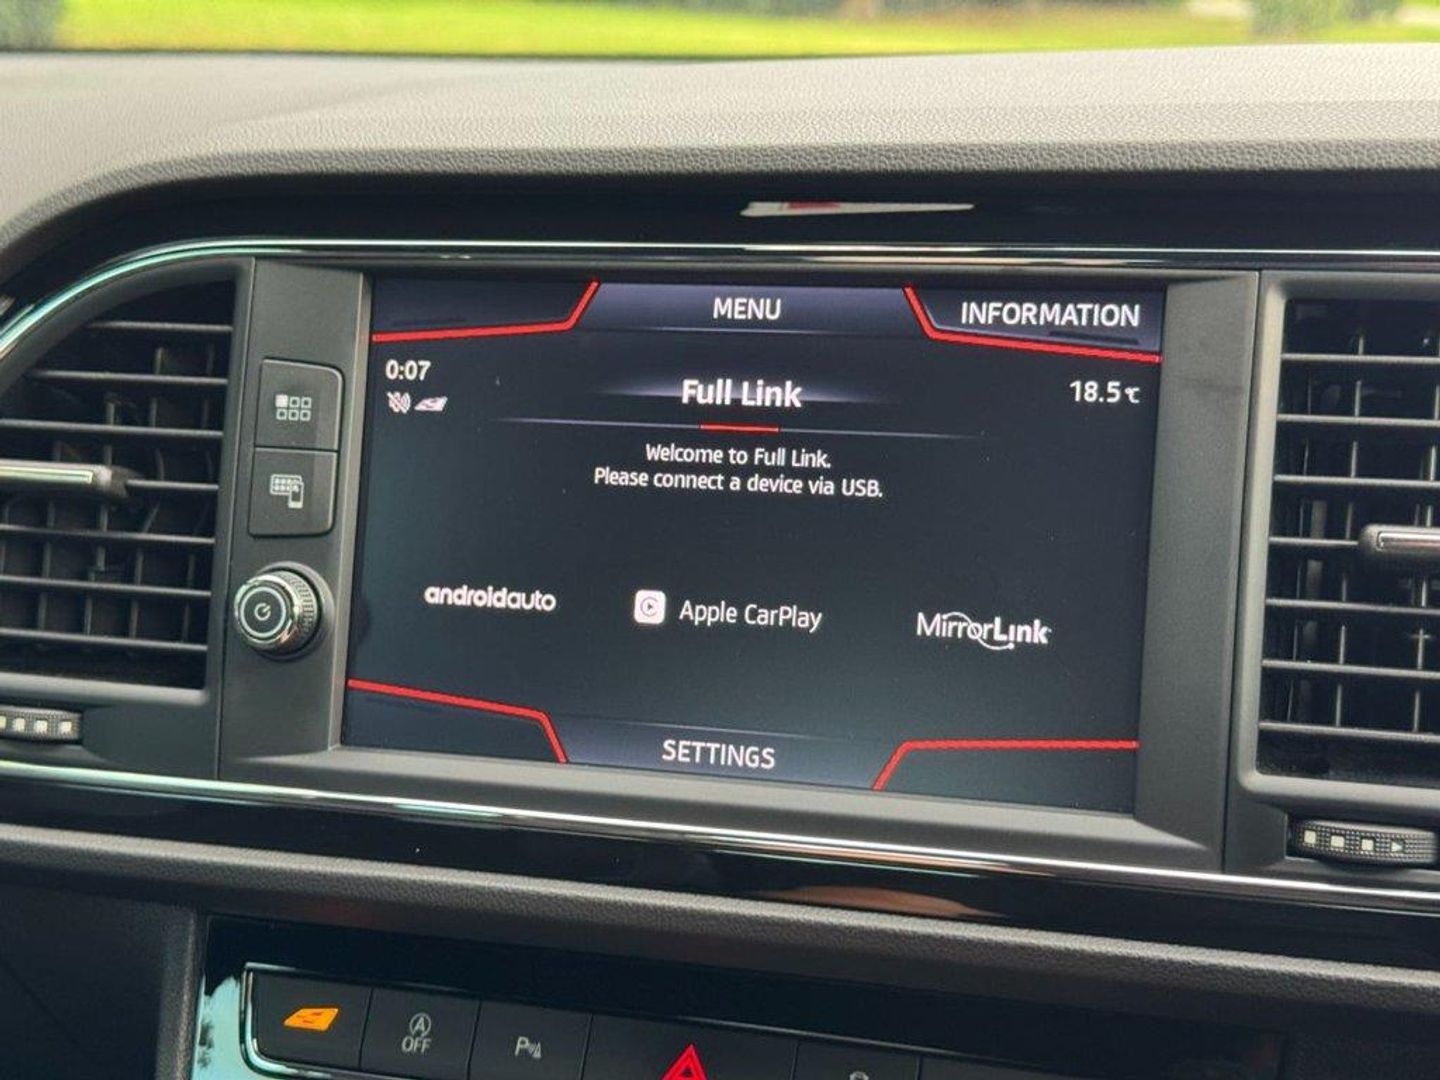 MENU
INFORMATION
0:07
18.5°C
Full Link
Welcome to Full Link.
Please connect a device via USB.
androidauto
Apple CarPlay
MirrorLink
SETTINGS
A
OFF
P